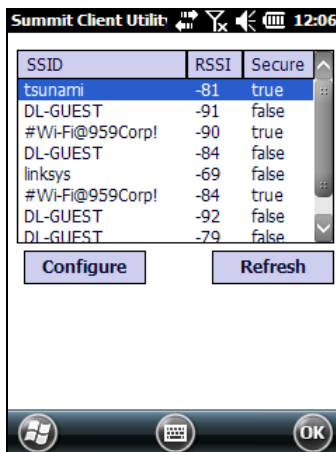 Summit Client Utilit 12:06
SSID RSSI Secure
tsunami -81 true
DL-GUEST -91 false
#Wi-Fi@959Corp! -90 true
DL-GUEST -84 false
linksys -69 false
#Wi-Fi@959Corp! -84 true
DL-GUEST -92 false
DL-GUEST -79 false
Configure Refresh
OK